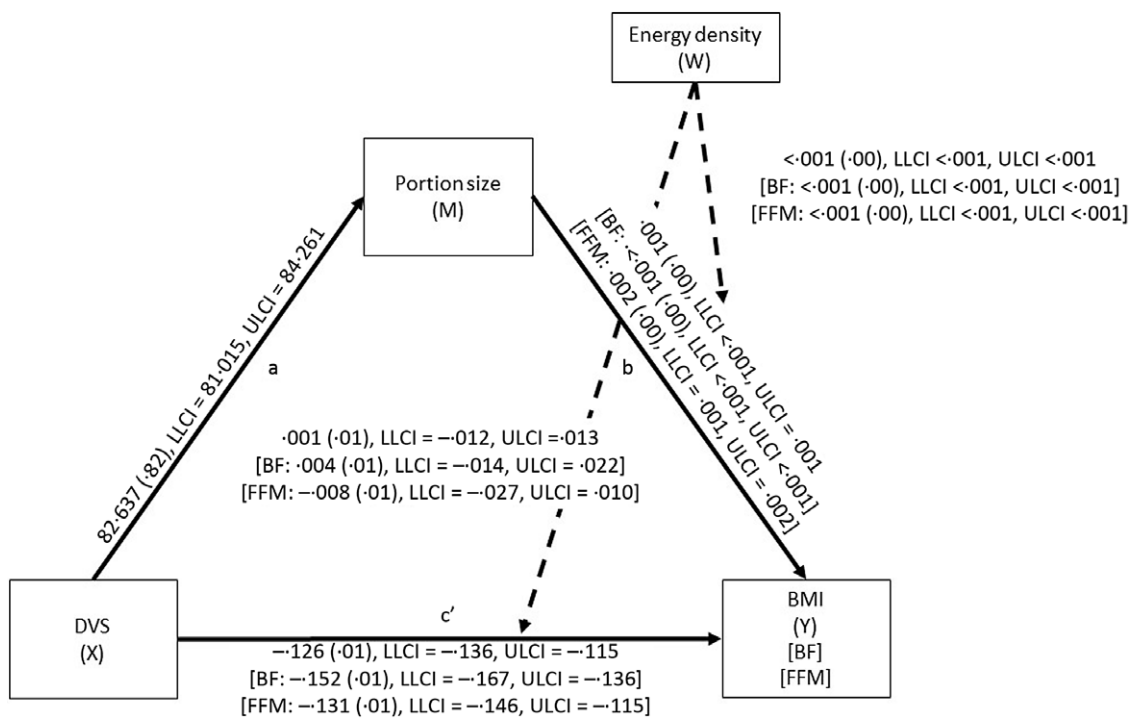 Energy density
(W)
<·001 (·00), LLCI <·001, ULCI <·001
[BF: <·001 (·00), LLCI <·001, ULCI <·001]
[FFM: <·001 (·00), LLCI <·001, ULCI <·001]
Portion size
(M)
82·637 (·82), LLCI = 81·015, ULCI = 84·261
a
·001 (·00), LLCI <·001, ULCI = ·001
[BF: ·<·001 (·00), LLCI <·001, ULCI <·001]
[FFM: ·002 (·00), LLCI = ·001, ULCI = ·002]
b
·001 (·01), LLCI = –·012, ULCI =·013
[BF: ·004 (·01), LLCI = –·014, ULCI = ·022]
[FFM: –·008 (·01), LLCI = –·027, ULCI = ·010]
DVS
(X)
c’
–·126 (·01), LLCI = –·136, ULCI = –·115
[BF: –·152 (·01), LLCI = –·167, ULCI = –·136]
[FFM: –·131 (·01), LLCI = –·146, ULCI = –·115]
BMI
(Y)
[BF]
[FFM]